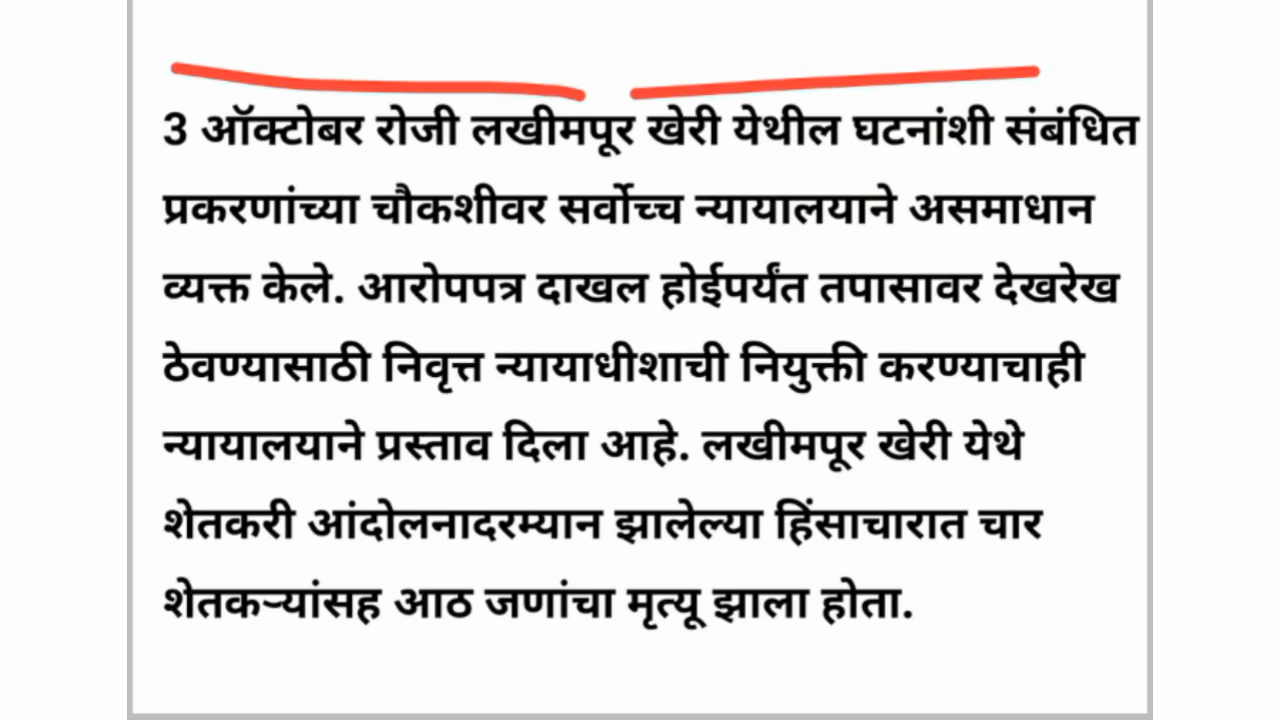 3 ऑक्टोबर रोजी लखीमपूर खेरी येथील घटनांशी संबंधित
प्रकरणांच्या चौकशीवर सर्वोच्च न्यायालयाने असमाधान
व्यक्त केले. आरोपपत्र दाखल होईपर्यंत तपासावर देखरेख
ठेवण्यासाठी निवृत्त न्यायाधीशाची नियुक्ती करण्याचाही
न्यायालयाने प्रस्ताव दिला आहे. लखीमपूर खेरी येथे
शेतकरी आंदोलनादरम्यान झालेल्या हिंसाचारात चार
शेतकऱ्यांसह आठ जणांचा मृत्यू झाला होता.